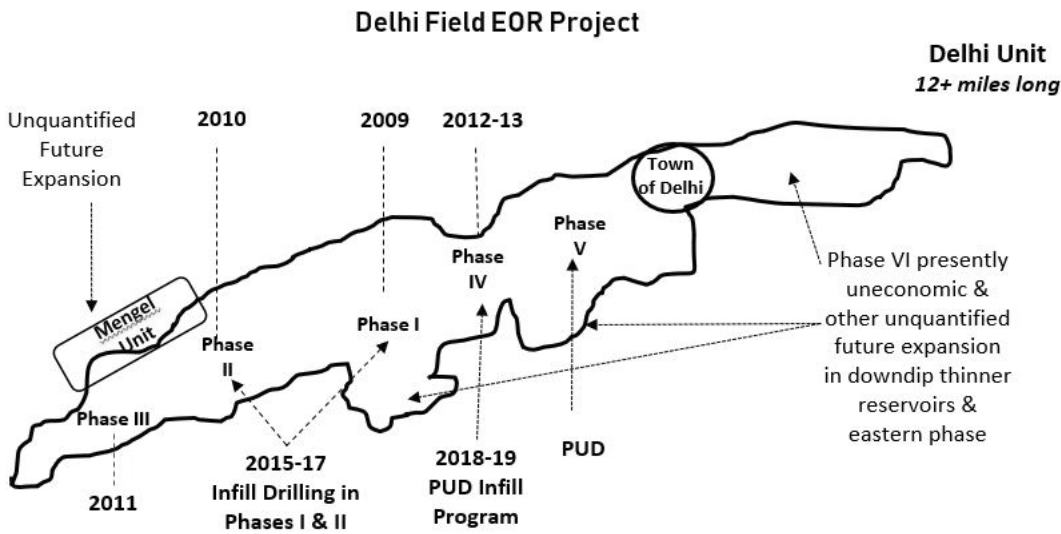 Delhi Field EOR Project
Delhi Unit
12+ miles long
Unquantified
Future
Expansion
2010
2009
2012-13
Town
of Delhi
Phase
V
Phase
IV
Phase VI presently
uneconomic &
other unquantified
future expansion
in downdip thinner
reservoirs &
eastern phase
Mengel
Unit
Phase I
Phase
II
Phase III
2011
2015-17
Infill Drilling in
Phases I & II
2018-19
PUD Infill
Program
PUD